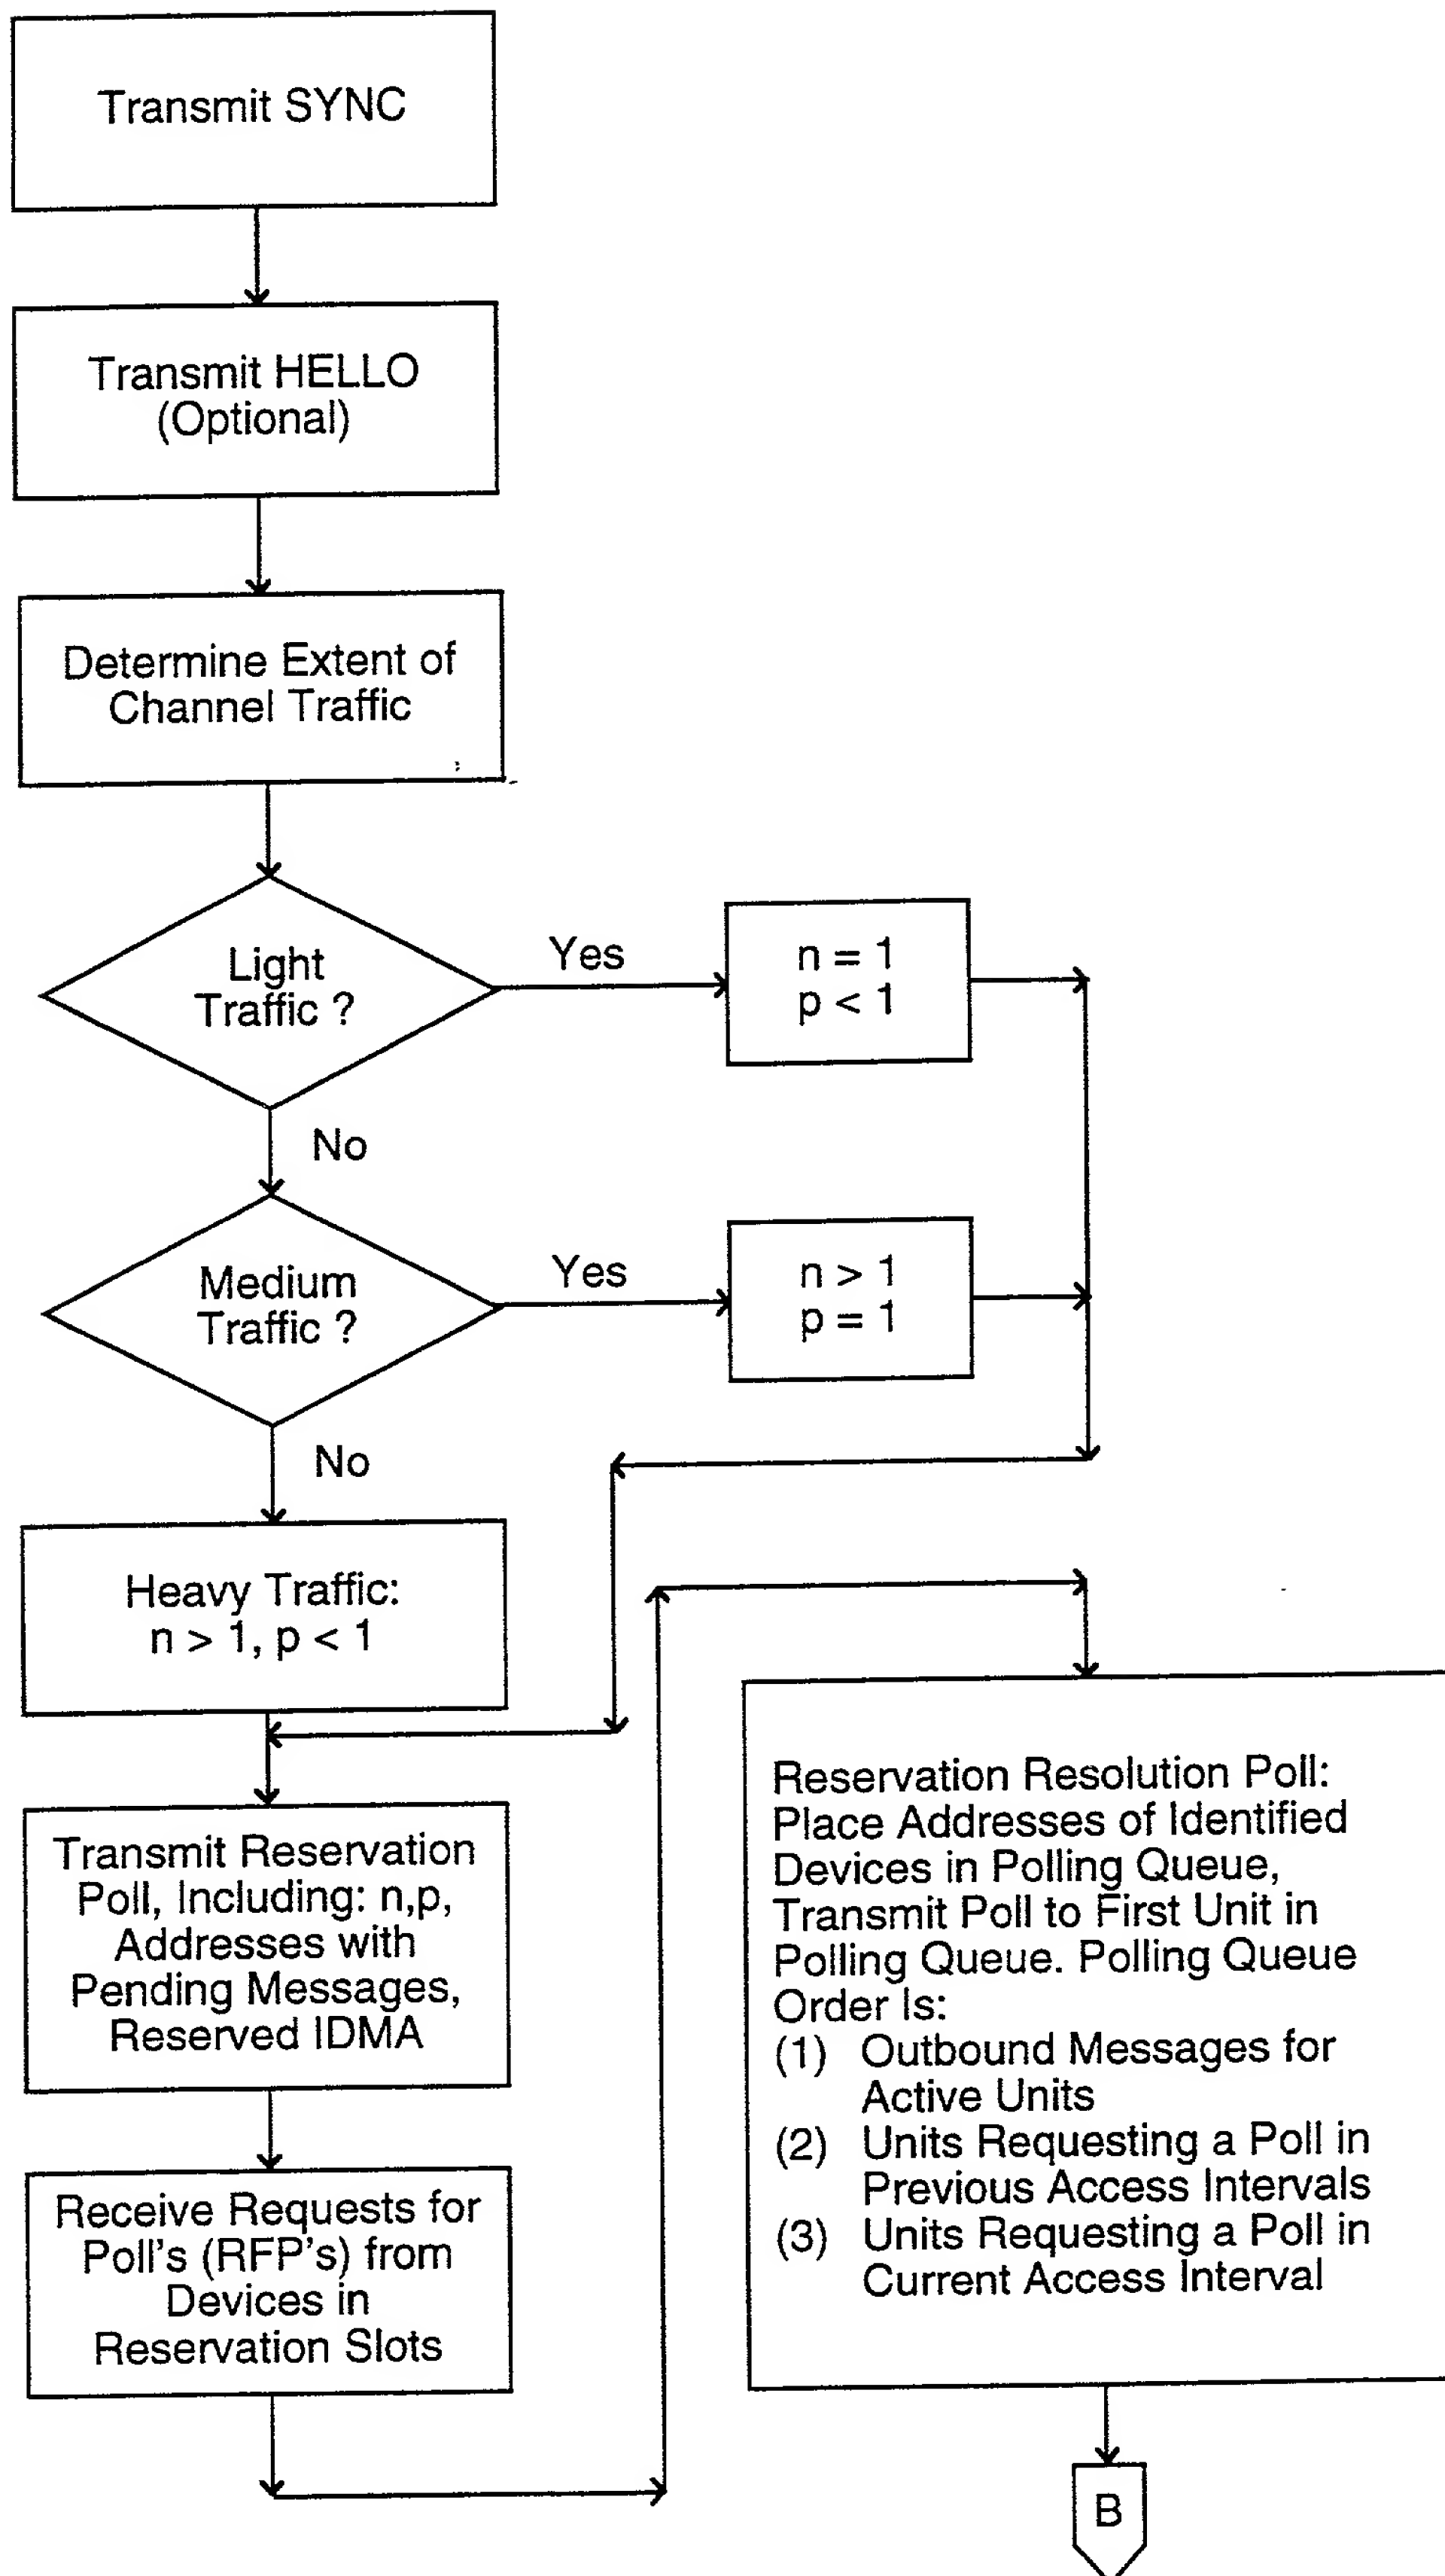 Transmit SYNC
Transmit HELLO
(Optional)
Determine Extent of
Channel Traffic
Light
Traffic ?
Yes
n = 1
p < 1
No
Medium
Traffic ?
Yes
n > 1
p = 1
No
Heavy Traffic:
n > 1, p < 1
Transmit Reservation
Poll, Including: n,p,
Addresses with
Pending Messages,
Reserved IDMA
Receive Requests for
Poll's (RFP's) from
Devices in
Reservation Slots
Reservation Resolution Poll:
Place Addresses of Identified
Devices in Polling Queue,
Transmit Poll to First Unit in
Polling Queue. Polling Queue
Order Is:
(1) Outbound Messages for
Active Units
(2) Units Requesting a Poll in
Previous Access Intervals
(3) Units Requesting a Poll in
Current Access Interval
B